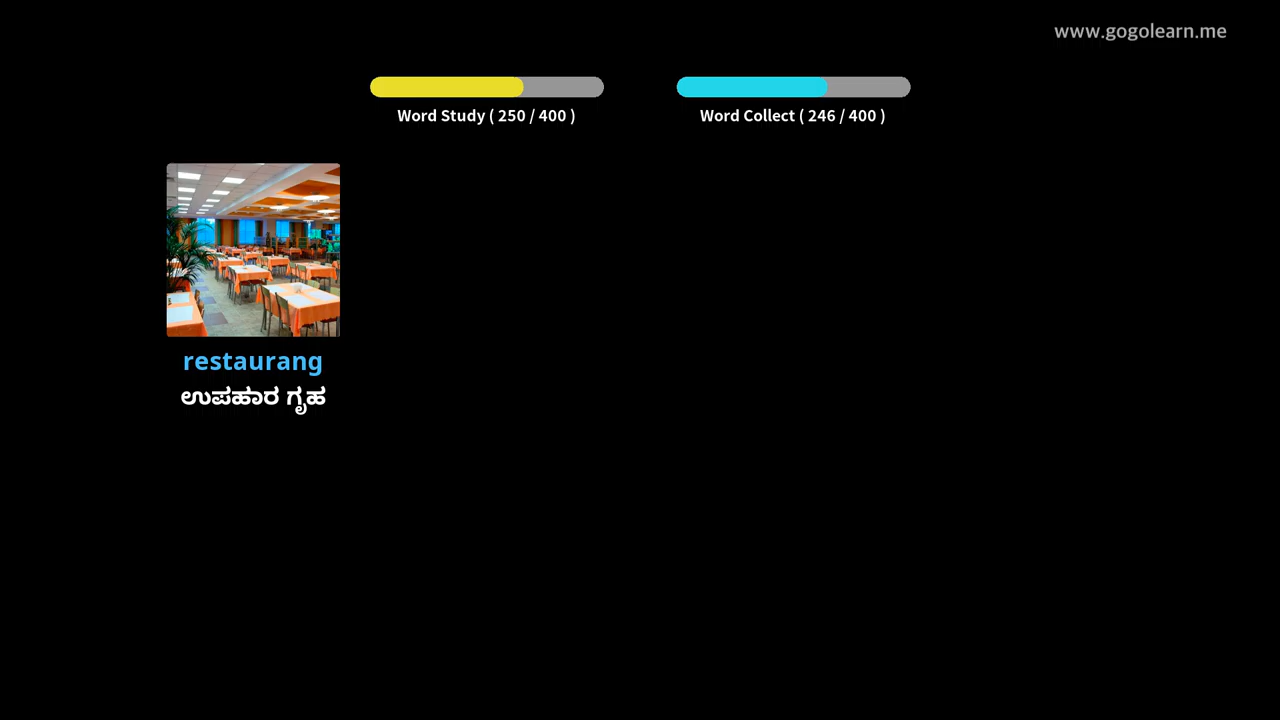 www.gogolearn.me
Word Study ( 250 / 400 )
Word Collect ( 246 / 400 )
restaurang
ಉಪಹಾರ ಗೃಹ